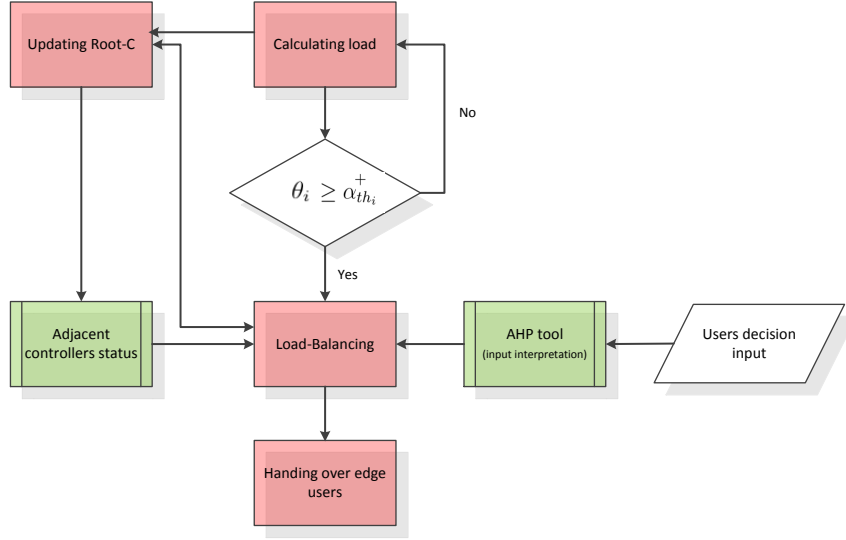 Updating Root-C
Calculating load
No
θ_i ≥ α^+_{th_i}
Yes
Adjacent
controllers status
Load-Balancing
AHP tool
(input interpretation)
Users decision
input
Handing over edge
users